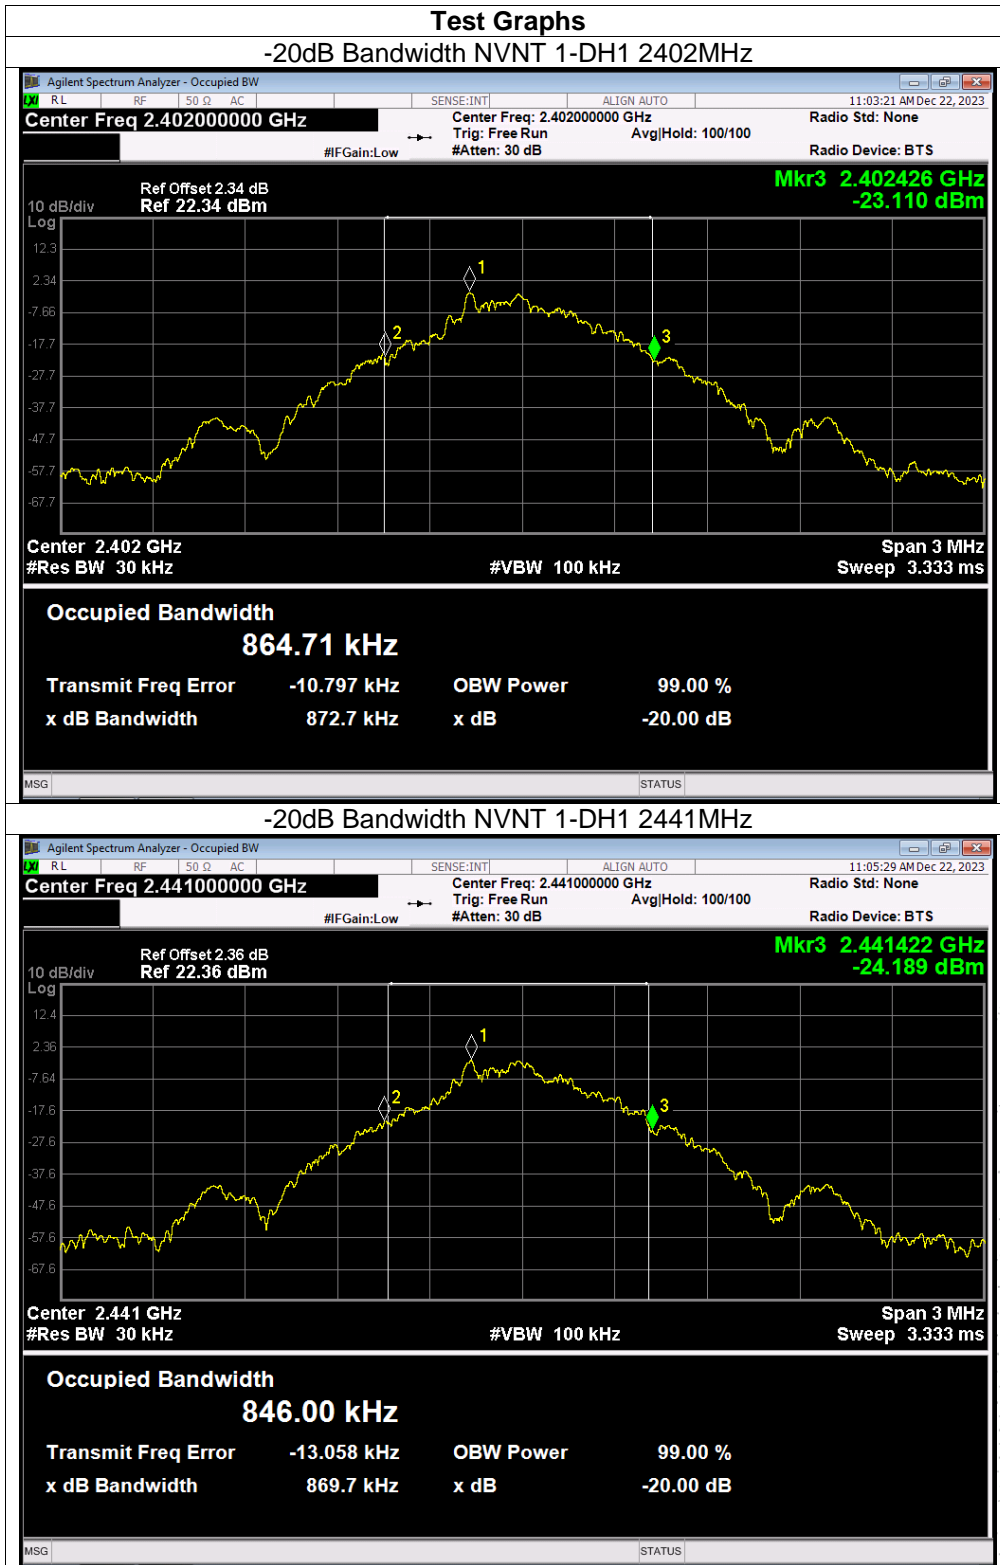 Test Graphs
-20dB Bandwidth NVNT 1-DH1 2402MHz
Agilent Spectrum Analyzer - Occupied BW
LXI RL RF 50 Ω AC SENSE:INT ALIGN AUTO 11:03:21 AM Dec 22, 2023
Center Freq 2.402000000 GHz Center Freq: 2.402000000 GHz Radio Std: None
Trig: Free Run Avg|Hold: 100/100
#IFGain:Low #Atten: 30 dB Radio Device: BTS
Mkr3 2.402426 GHz
-23.110 dBm
Ref Offset 2.34 dB
10 dB/div Ref 22.34 dBm
Log
12.3
2.34
-7.66
-17.7
-27.7
-37.7
-47.7
-57.7
-67.7
1
2
3
Center 2.402 GHz Span 3 MHz
#Res BW 30 kHz #VBW 100 kHz Sweep 3.333 ms
Occupied Bandwidth
864.71 kHz
Transmit Freq Error -10.797 kHz OBW Power 99.00 %
x dB Bandwidth 872.7 kHz x dB -20.00 dB
MSG STATUS
-20dB Bandwidth NVNT 1-DH1 2441MHz
Agilent Spectrum Analyzer - Occupied BW
LXI RL RF 50 Ω AC SENSE:INT ALIGN AUTO 11:05:29 AM Dec 22, 2023
Center Freq 2.441000000 GHz Center Freq: 2.441000000 GHz Radio Std: None
Trig: Free Run Avg|Hold: 100/100
#IFGain:Low #Atten: 30 dB Radio Device: BTS
Mkr3 2.441422 GHz
-24.189 dBm
Ref Offset 2.36 dB
10 dB/div Ref 22.36 dBm
Log
12.4
2.36
-7.64
-17.6
-27.6
-37.6
-47.6
-57.6
-67.6
1
2
3
Center 2.441 GHz Span 3 MHz
#Res BW 30 kHz #VBW 100 kHz Sweep 3.333 ms
Occupied Bandwidth
846.00 kHz
Transmit Freq Error -13.058 kHz OBW Power 99.00 %
x dB Bandwidth 869.7 kHz x dB -20.00 dB
MSG STATUS